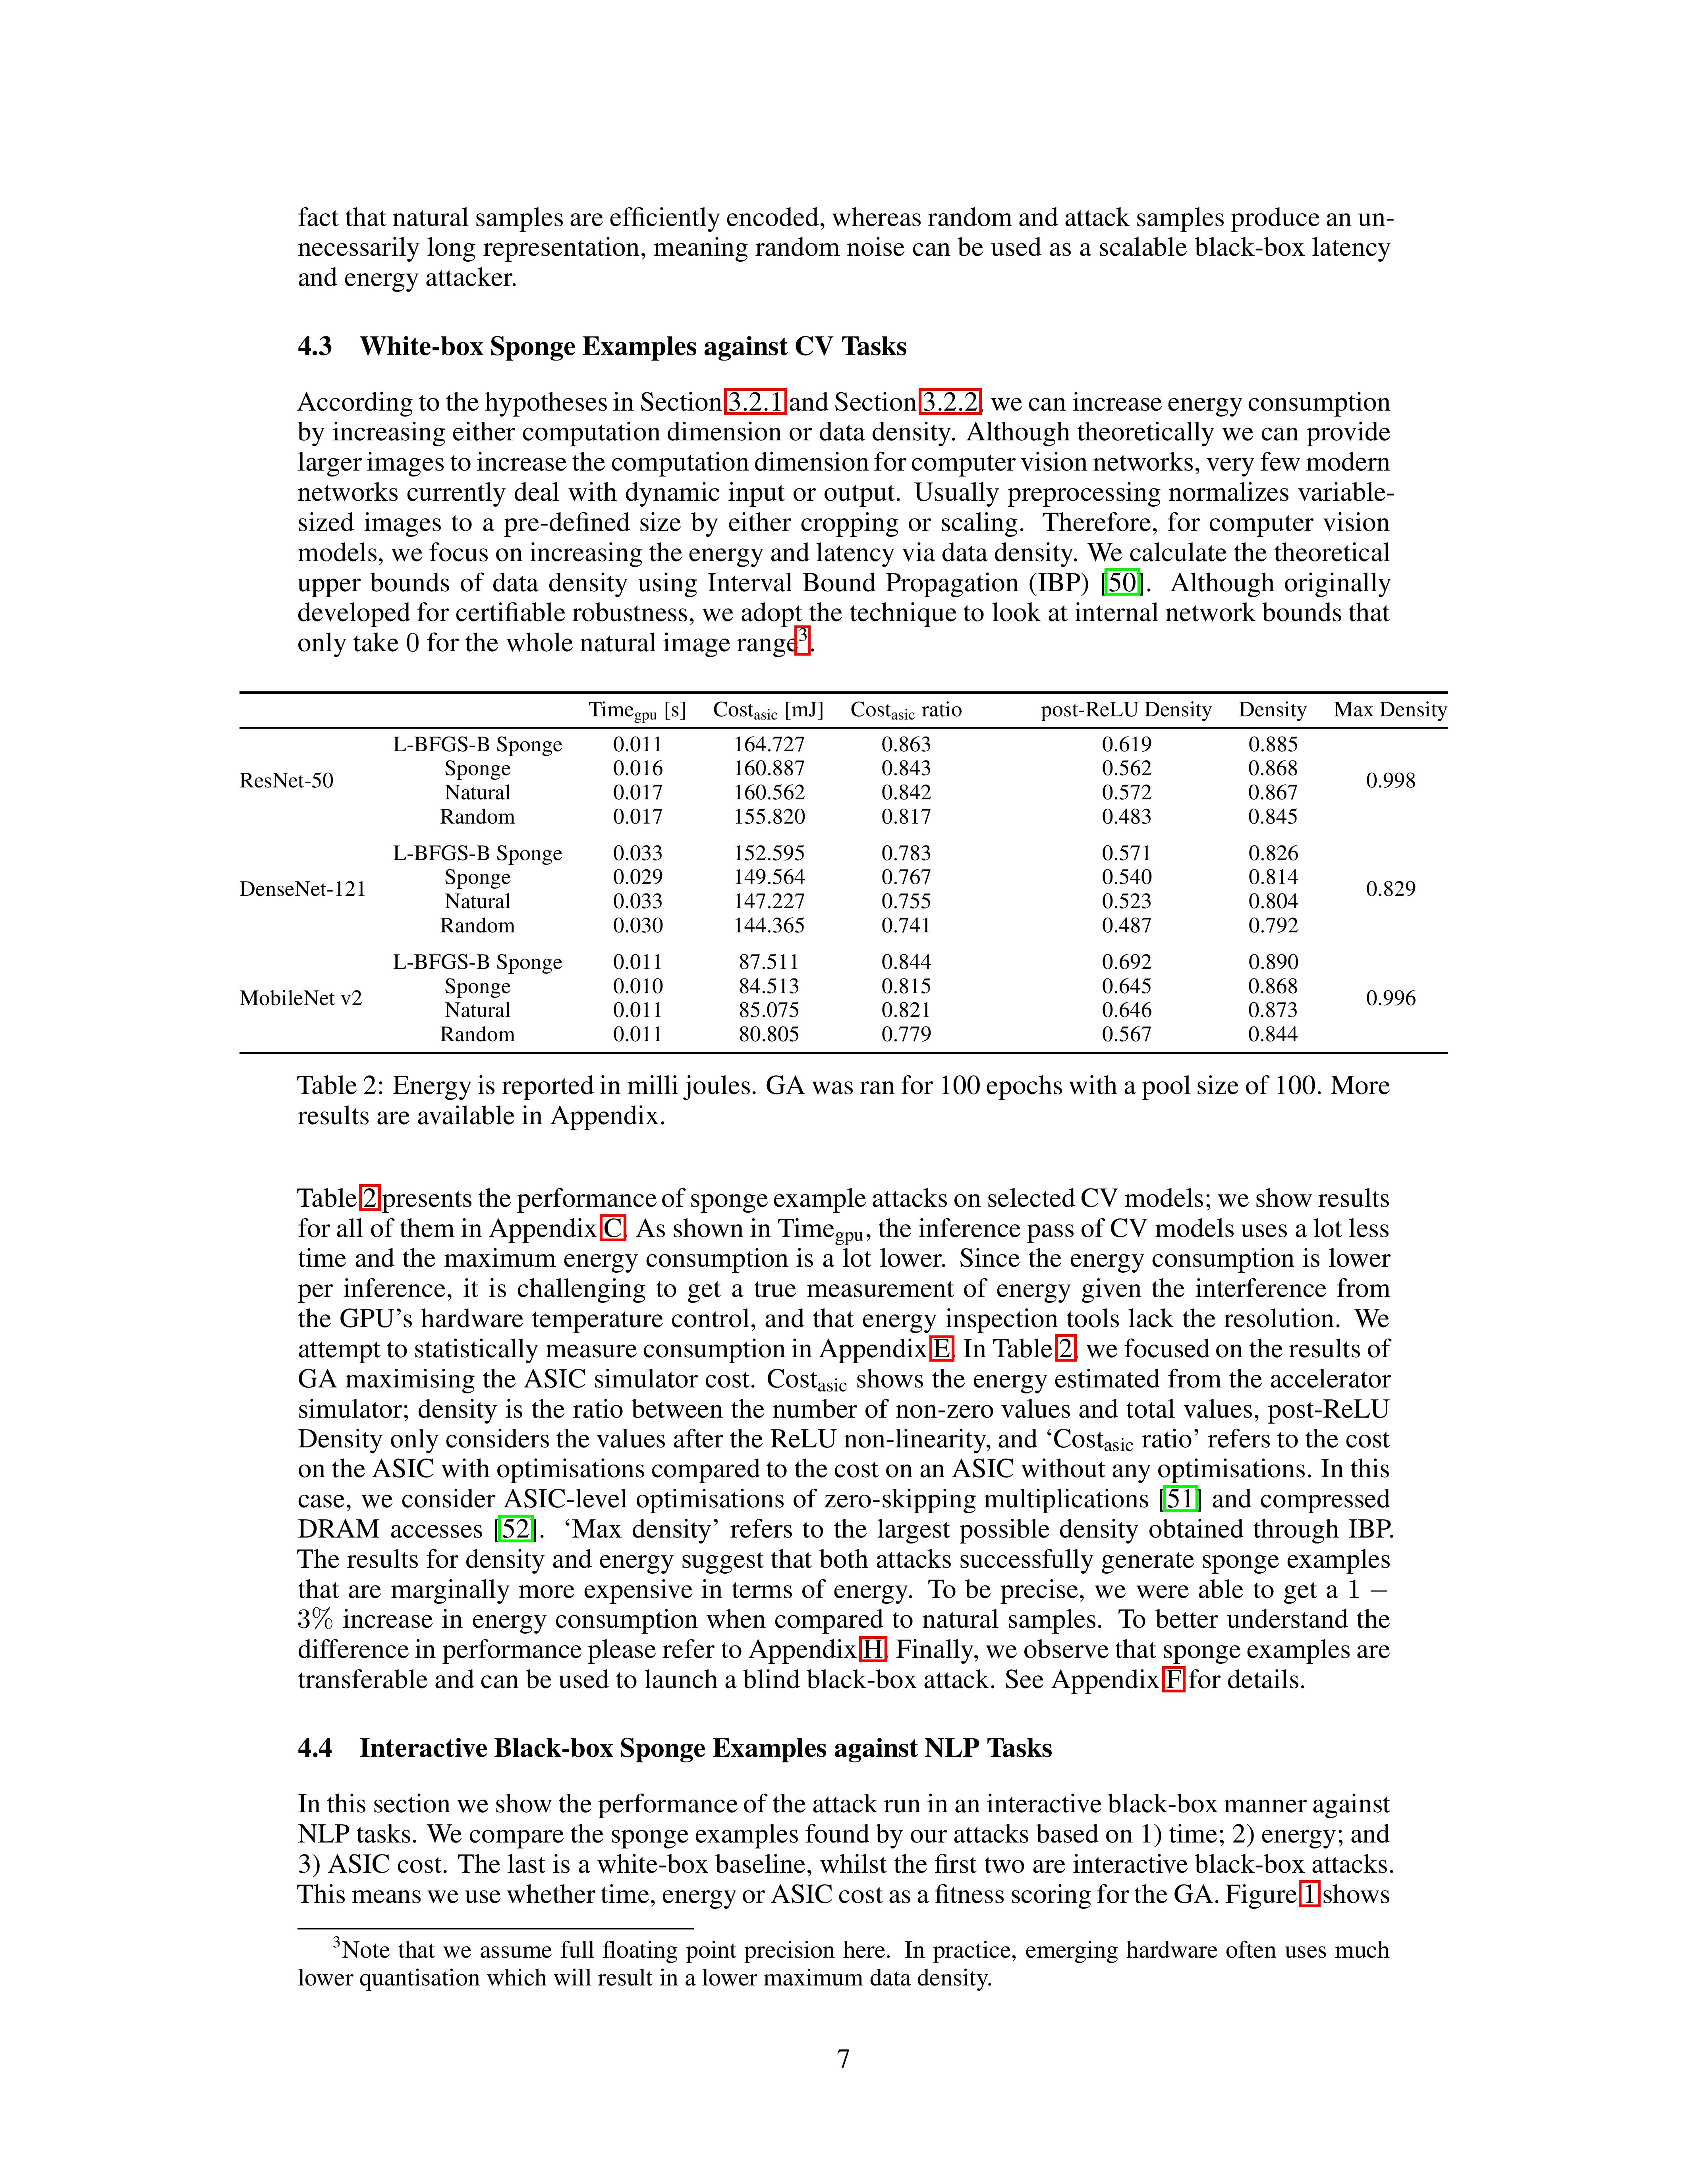 fact that natural samples are efficiently encoded, whereas random and attack samples produce an un-
necessarily long representation, meaning random noise can be used as a scalable black-box latency
and energy attacker.
4.3 White-box Sponge Examples against CV Tasks
According to the hypotheses in Section 3.2.1 and Section 3.2.2, we can increase energy consumption
by increasing either computation dimension or data density. Although theoretically we can provide
larger images to increase the computation dimension for computer vision networks, very few modern
networks currently deal with dynamic input or output. Usually preprocessing normalizes variable-
sized images to a pre-defined size by either cropping or scaling. Therefore, for computer vision
models, we focus on increasing the energy and latency via data density. We calculate the theoretical
upper bounds of data density using Interval Bound Propagation (IBP) [50]. Although originally
developed for certifiable robustness, we adopt the technique to look at internal network bounds that
only take 0 for the whole natural image range3.
Timegpu [s] Costasic [mJ] Costasic ratio post-ReLU Density Density Max Density
ResNet-50 L-BFGS-B Sponge 0.011 164.727 0.863 0.619 0.885 0.998
Sponge 0.016 160.887 0.843 0.562 0.868
Natural 0.017 160.562 0.842 0.572 0.867
Random 0.017 155.820 0.817 0.483 0.845
DenseNet-121 L-BFGS-B Sponge 0.033 152.595 0.783 0.571 0.826 0.829
Sponge 0.029 149.564 0.767 0.540 0.814
Natural 0.033 147.227 0.755 0.523 0.804
Random 0.030 144.365 0.741 0.487 0.792
MobileNet v2 L-BFGS-B Sponge 0.011 87.511 0.844 0.692 0.890 0.996
Sponge 0.010 84.513 0.815 0.645 0.868
Natural 0.011 85.075 0.821 0.646 0.873
Random 0.011 80.805 0.779 0.567 0.844
Table 2: Energy is reported in milli joules. GA was ran for 100 epochs with a pool size of 100. More
results are available in Appendix.
Table 2 presents the performance of sponge example attacks on selected CV models; we show results
for all of them in Appendix C. As shown in Timegpu, the inference pass of CV models uses a lot less
time and the maximum energy consumption is a lot lower. Since the energy consumption is lower
per inference, it is challenging to get a true measurement of energy given the interference from
the GPU's hardware temperature control, and that energy inspection tools lack the resolution. We
attempt to statistically measure consumption in Appendix E. In Table 2, we focused on the results of
GA maximising the ASIC simulator cost. Costasic shows the energy estimated from the accelerator
simulator; density is the ratio between the number of non-zero values and total values, post-ReLU
Density only considers the values after the ReLU non-linearity, and ‘Costasic ratio’ refers to the cost
on the ASIC with optimisations compared to the cost on an ASIC without any optimisations. In this
case, we consider ASIC-level optimisations of zero-skipping multiplications [51] and compressed
DRAM accesses [52]. ‘Max density’ refers to the largest possible density obtained through IBP.
The results for density and energy suggest that both attacks successfully generate sponge examples
that are marginally more expensive in terms of energy. To be precise, we were able to get a 1 −
3% increase in energy consumption when compared to natural samples. To better understand the
difference in performance please refer to Appendix H. Finally, we observe that sponge examples are
transferable and can be used to launch a blind black-box attack. See Appendix F for details.
4.4 Interactive Black-box Sponge Examples against NLP Tasks
In this section we show the performance of the attack run in an interactive black-box manner against
NLP tasks. We compare the sponge examples found by our attacks based on 1) time; 2) energy; and
3) ASIC cost. The last is a white-box baseline, whilst the first two are interactive black-box attacks.
This means we use whether time, energy or ASIC cost as a fitness scoring for the GA. Figure 1 shows
3Note that we assume full floating point precision here. In practice, emerging hardware often uses much
lower quantisation which will result in a lower maximum data density.
7